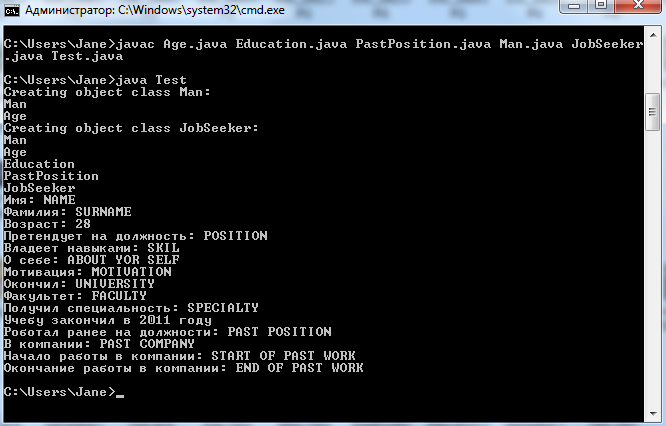 Администратор: C:\Windows\system32\cmd.exe
C:\Users\Jane>javac Age.java Education.java PastPosition.java Man.java JobSeeker
.java Test.java
C:\Users\Jane>java Test
Creating object class Man:
Man
Age
Creating object class JobSeeker:
Man
Age
Education
PastPosition
JobSeeker
Имя: NAME
Фамилия: SURNAME
Возраст: 28
Претендует на должность: POSITION
Владеет навыками: SKIL
О себе: ABOUT YOR SELF
Мотивация: MOTIVATION
Окончил: UNIVERSITY
Факультет: FACULTY
Получил специальность: SPECIALTY
Учебу закончил в 2011 году
Роботал ранее на должности: PAST POSITION
В компании: PAST COMPANY
Начало работы в компании: START OF PAST WORK
Окончание работы в компании: END OF PAST WORK
C:\Users\Jane>_